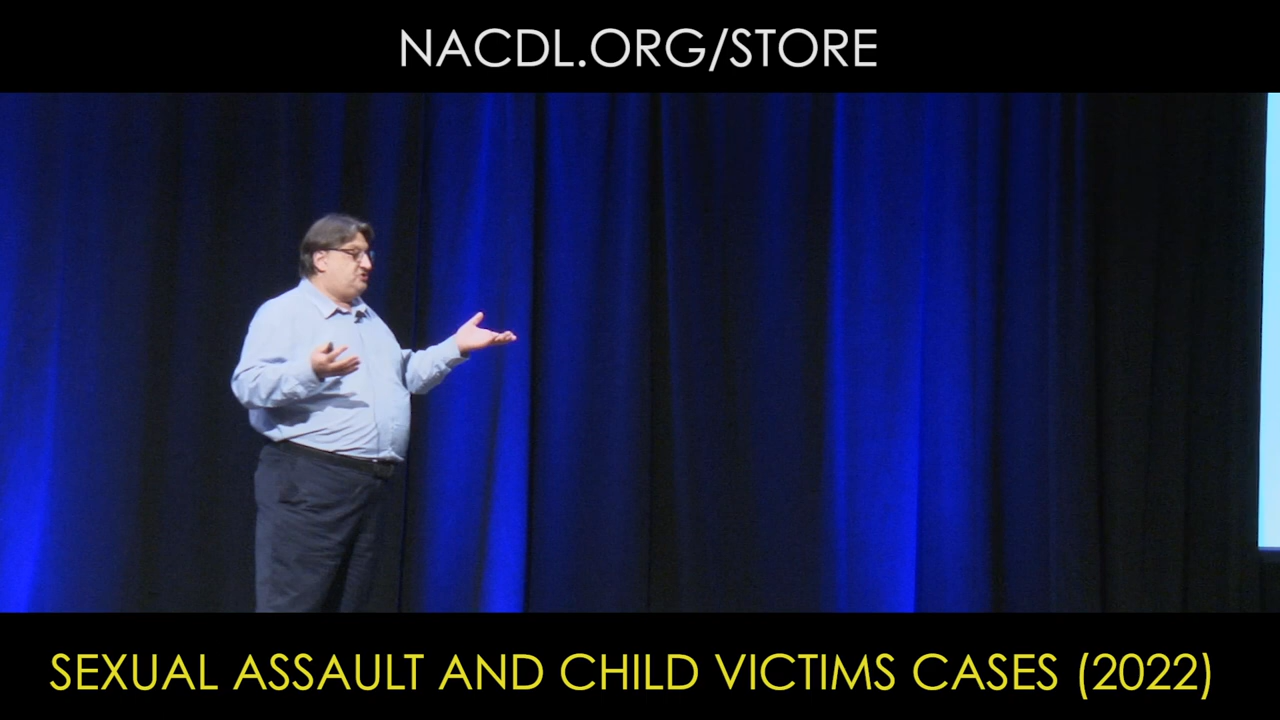 NACDL.ORG/STORE
SEXUAL ASSAULT AND CHILD VICTIMS CASES (2022)